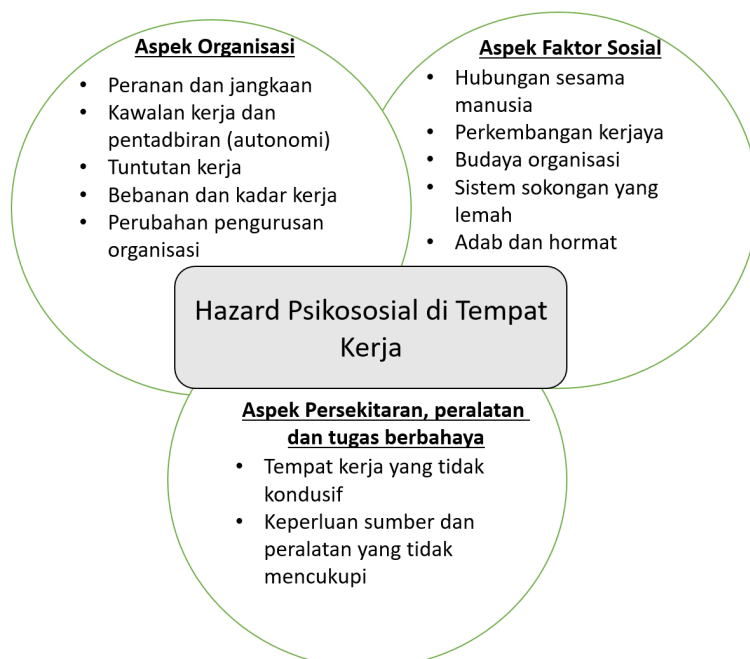 Aspek Organisasi
• Peranan dan jangkaan
• Kawalan kerja dan
pentadbiran (autonomi)
• Tuntutan kerja
• Bebanan dan kadar kerja
• Perubahan pengurusan
organisasi
Aspek Faktor Sosial
• Hubungan sesama
manusia
• Perkembangan kerjaya
• Budaya organisasi
• Sistem sokongan yang
lemah
• Adab dan hormat
Hazard Psikososial di Tempat
Kerja
Aspek Persekitaran, peralatan
dan tugas berbahaya
• Tempat kerja yang tidak
kondusif
• Keperluan sumber dan
peralatan yang tidak
mencukupi